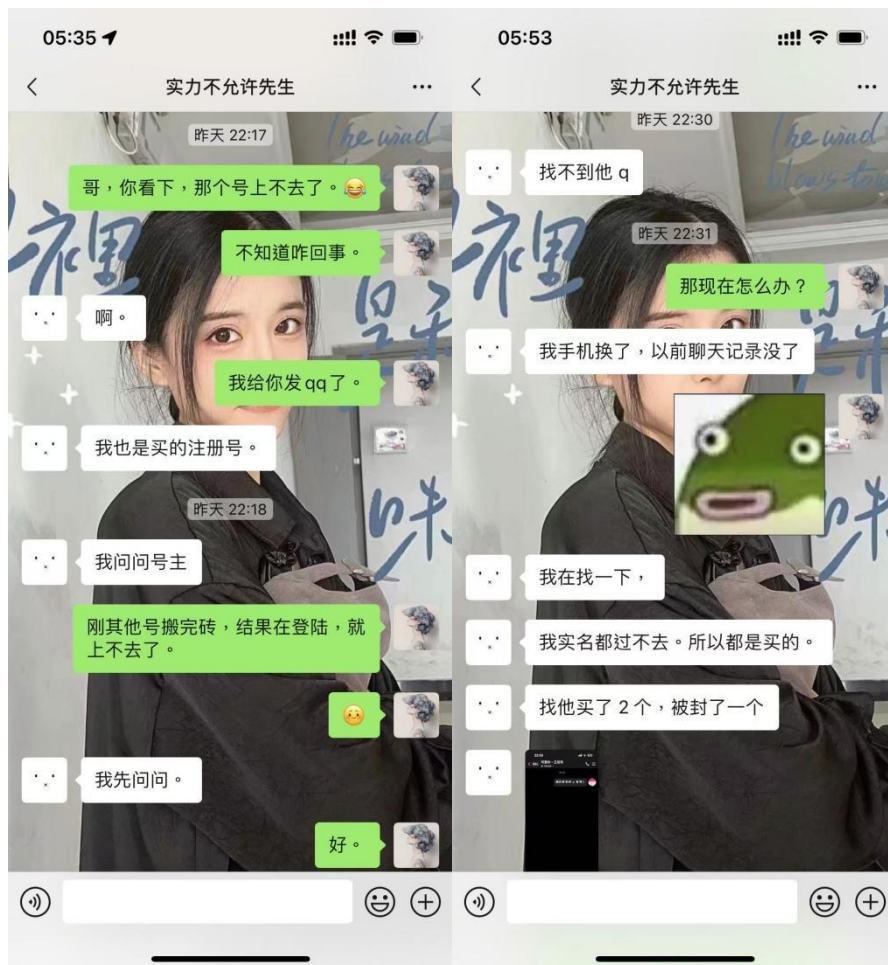 05:35
实力不允许先生
昨天 22:17
哥，你看下，那个号上不去了。😂
不知道咋回事。
啊。
我给你发 qq 了。
我也是买的注册号。
昨天 22:18
我问问号主
刚其他号搬完砖，结果在登陆，就
上不去了。
我先问问。
好。
05:53
实力不允许先生
昨天 22:30
找不到他 q
昨天 22:31
那现在怎么办？
我手机换了，以前聊天记录没了
我在找一下，
我实名都过不去。所以都是买的。
找他买了 2 个，被封了一个